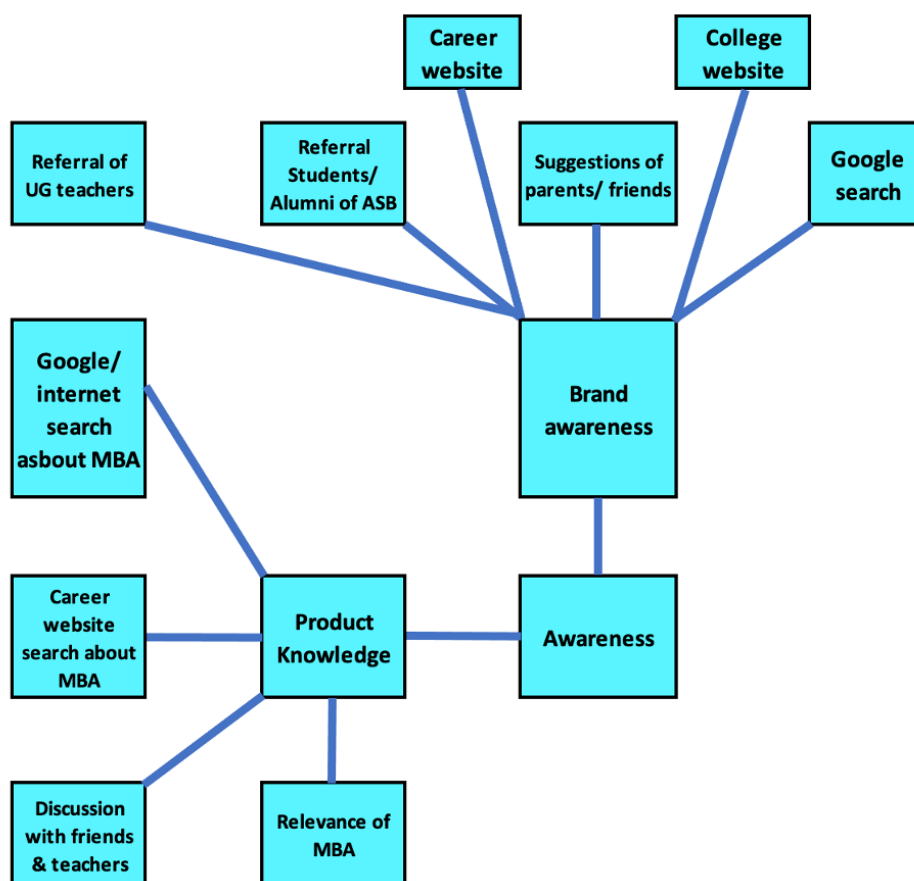 Career
website
College
website
Referral of
UG teachers
Referral
Students/
Alumni of ASB
Suggestions of
parents/ friends
Google
search
Google/
internet
search
asbout MBA
Brand
awareness
Career
website
search about
MBA
Product
Knowledge
Awareness
Discussion
with friends
& teachers
Relevance of
MBA